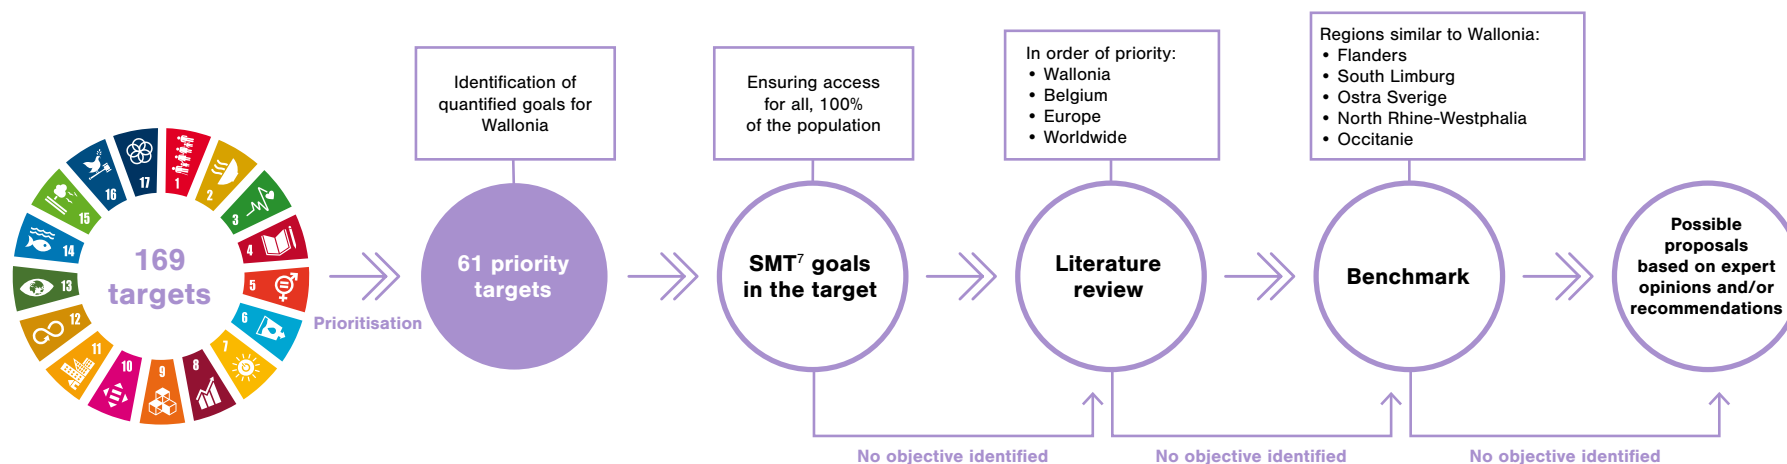 169
targets
1
2
3
4
5
6
7
8
9
10
11
12
13
14
15
16
17
Prioritisation
Identification of
quantified goals for
Wallonia
61 priority
targets
Ensuring access
for all, 100%
of the population
SMT⁷ goals
in the target
In order of priority:
• Wallonia
• Belgium
• Europe
• Worldwide
Literature
review
Regions similar to Wallonia:
• Flanders
• South Limburg
• Ostra Sverige
• North Rhine-Westphalia
• Occitanie
Benchmark
Possible
proposals
based on expert
opinions and/or
recommendations
No objective identified
No objective identified
No objective identified